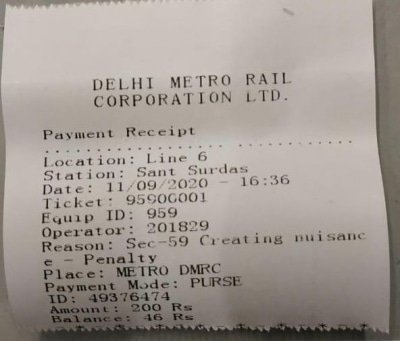 DELHI METRO RAIL
CORPORATION LTD.
Payment Receipt
Location: Line 6
Station: Sant Surdas
Date: 11/09/2020 - 16:36
Ticket: 95900001
Equip ID: 959
Operator: 201829
Reason: Sec-59 Creating nuisanc
e - Penalty
Place: METRO DMRC
Payment Mode: PURSE
ID: 49376474
Amount: 200 Rs
Balance: 46 Rs